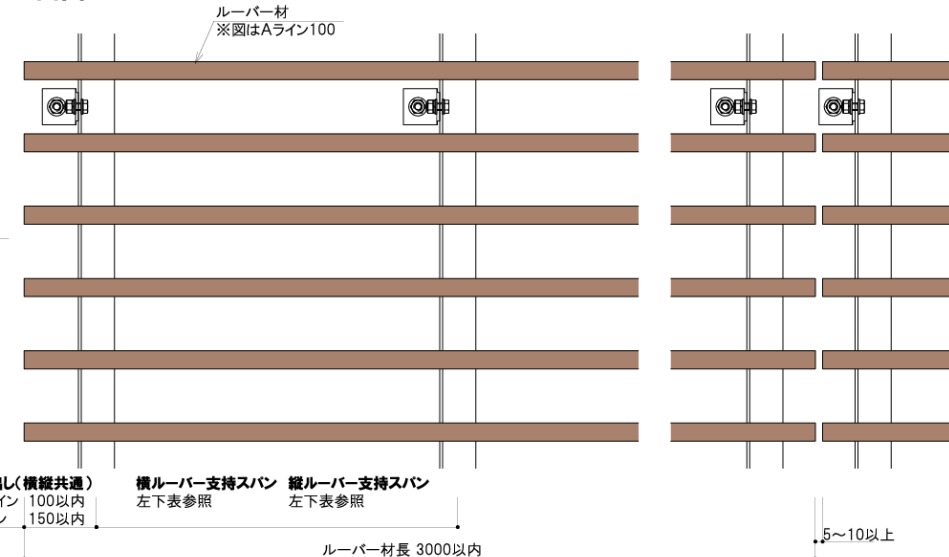 ルーバー材
※図はAライン100
出し(横縦共通)
イン 100以内
ン 150以内
横ルーバー支持スパン
左下表参照
縦ルーバー支持スパン
左下表参照
5〜10以上
ルーバー材長 3000以内